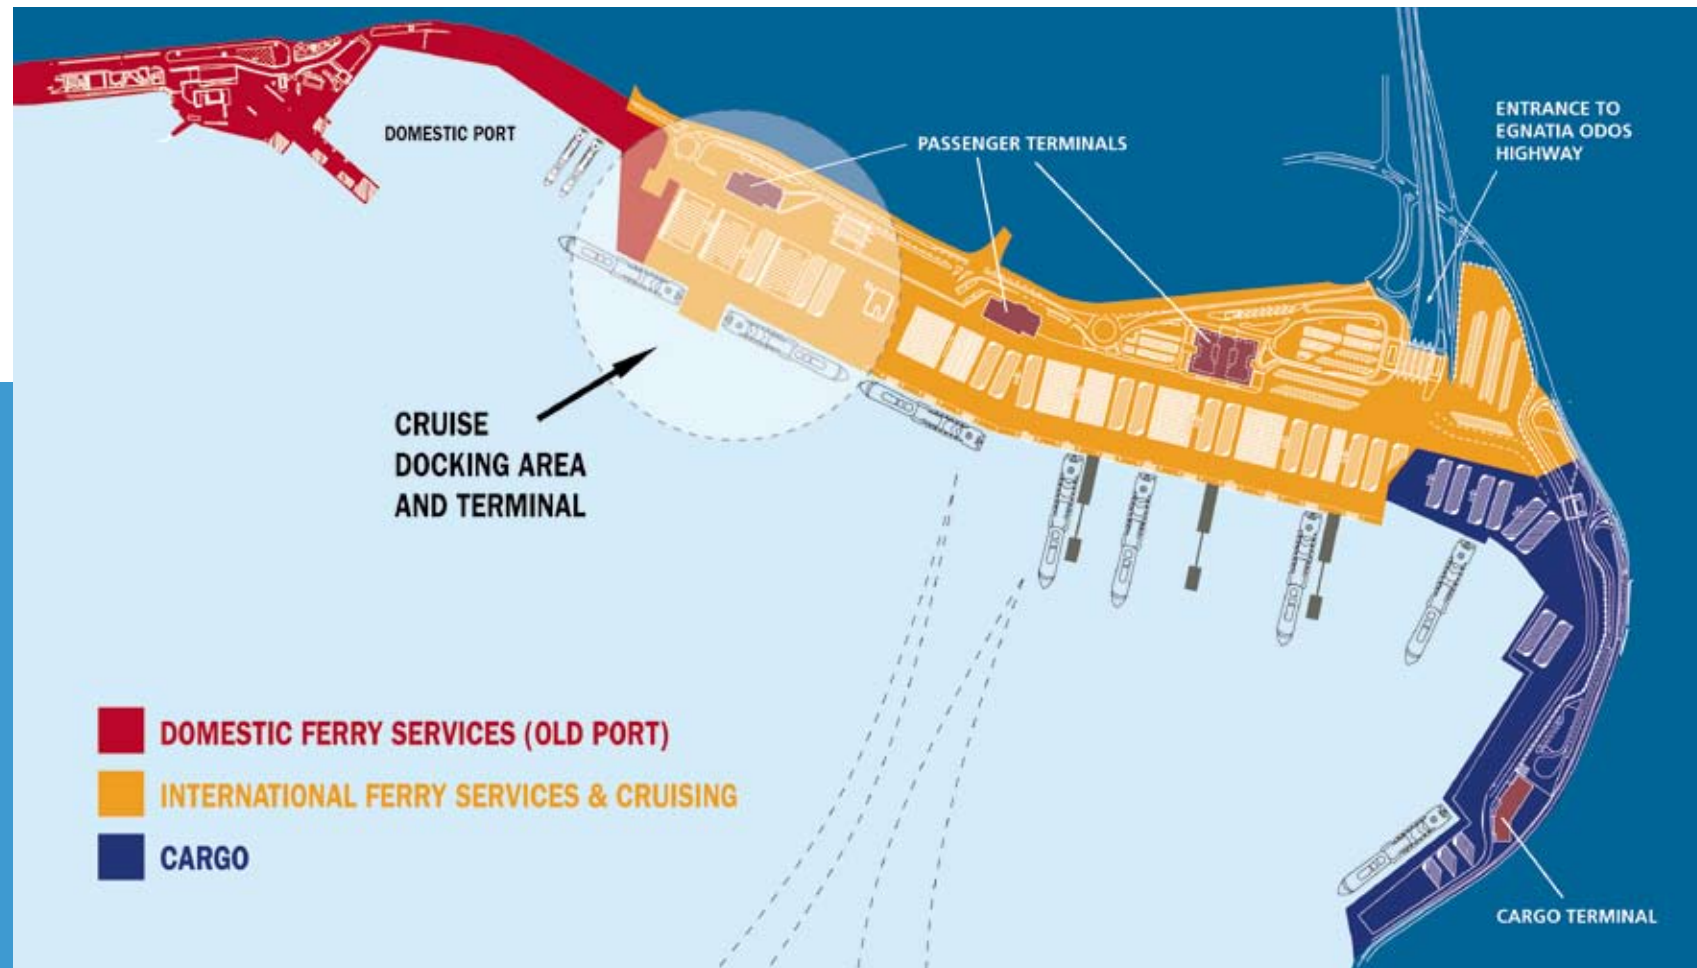 DOMESTIC PORT
PASSENGER TERMINALS
ENTRANCE TO
EGNATIA ODOS
HIGHWAY
CRUISE
DOCKING AREA
AND TERMINAL
DOMESTIC FERRY SERVICES (OLD PORT)
INTERNATIONAL FERRY SERVICES & CRUISING
CARGO
CARGO TERMINAL